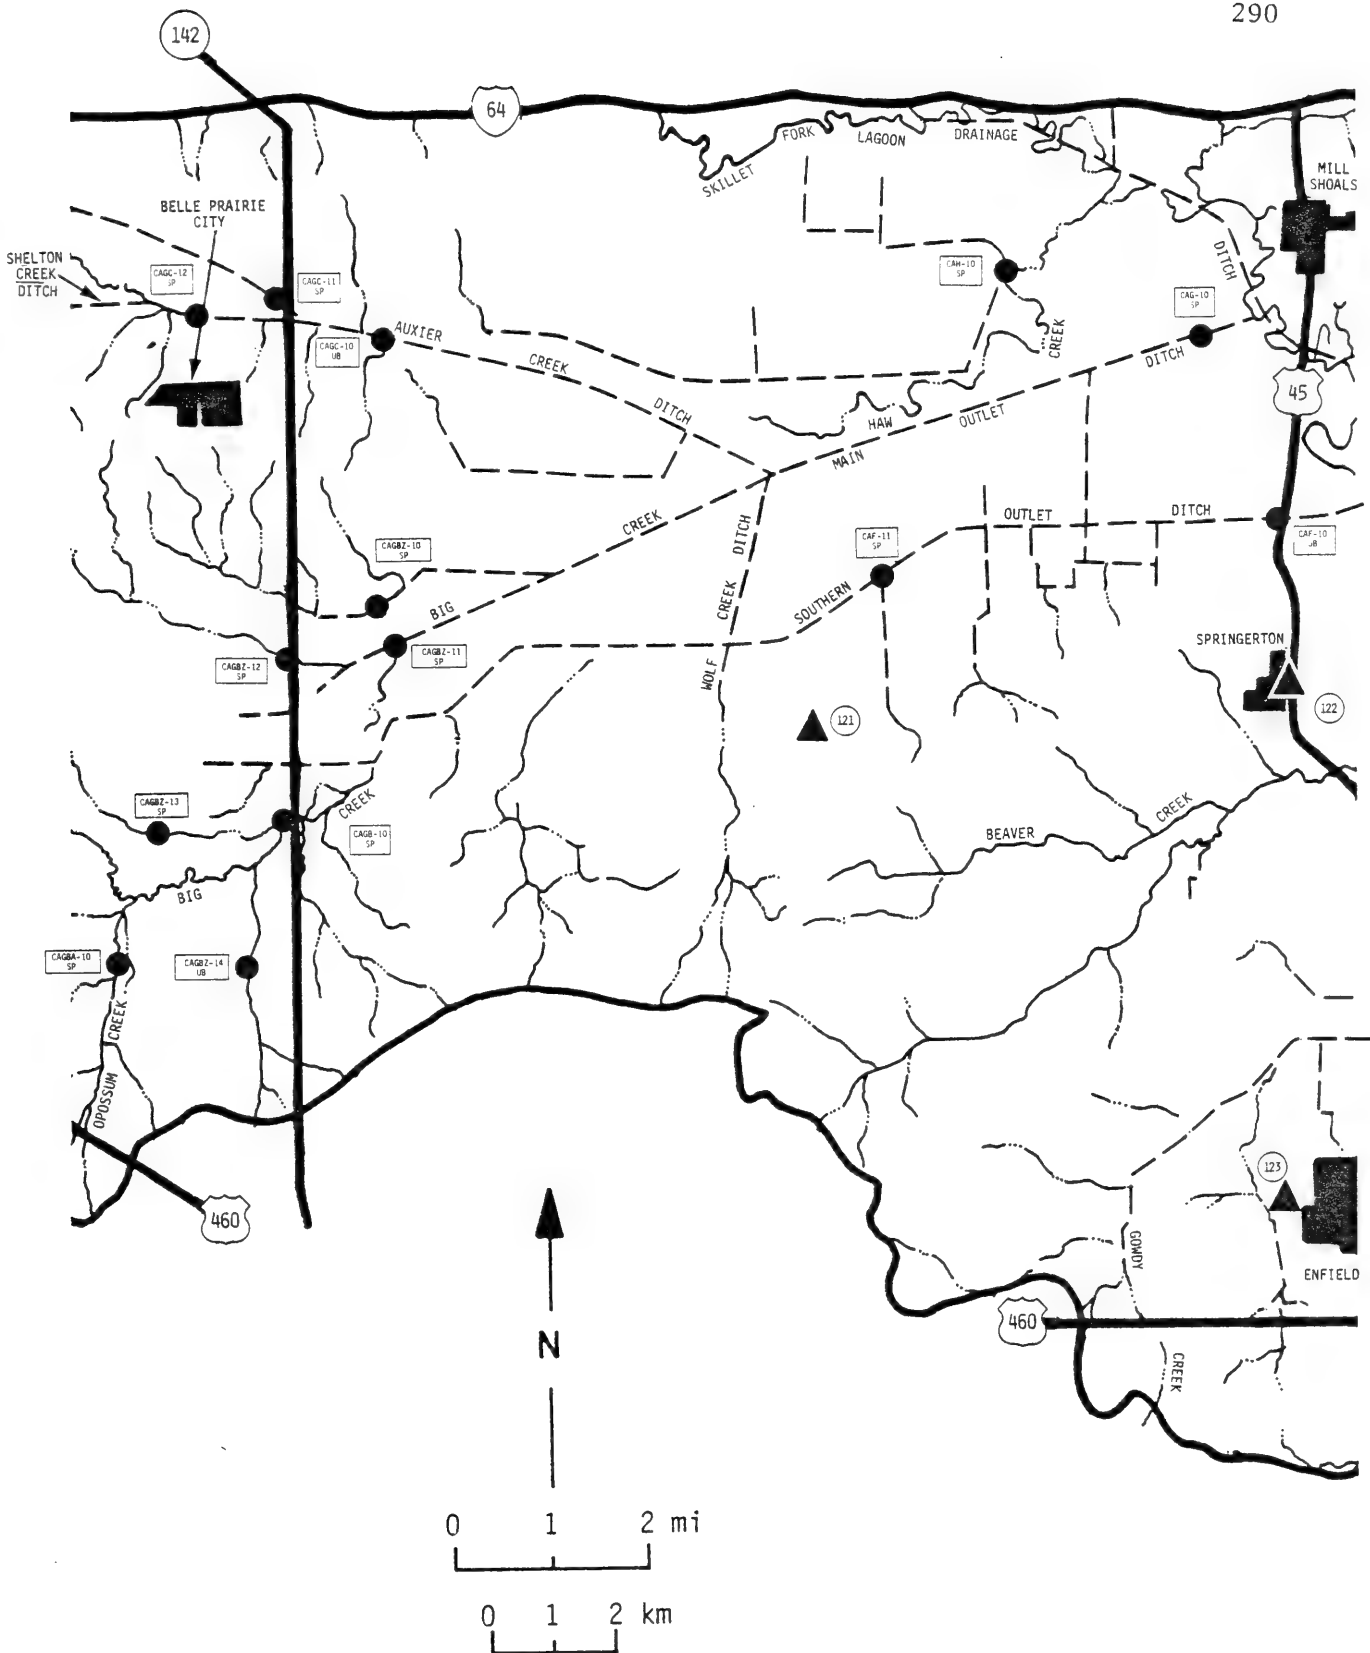 290
142
64
FORK
LAGOON
DRAINAGE
SKILLET
MILL
SHOALS
BELLE PRAIRIE
CITY
SHELTON
CREEK
DITCH
CAGC-12
SP
CAGC-11
SP
CAH-10
SP
DITCH
CAG-10
SP
CAGC-10
UB
AUXIER
CREEK
DITCH
CREEK
DITCH
HAW
MAIN
OUTLET
45
CAGBZ-10
SP
CREEK
DITCH
CAF-11
SP
OUTLET
DITCH
CAF-10
UB
BIG
CREEK
SOUTHERN
CAGBZ-11
SP
CAGBZ-12
SP
WOLF
SPRINGERTON
121
122
CAGBZ-13
SP
CREEK
CAGB-10
SP
BEAVER
CREEK
BIG
CAGBA-10
SP
CAGBZ-14
UB
CREEK
OPOSSUM
460
123
GOWDY
ENFIELD
460
CREEK
N
0 1 2 mi
0 1 2 km